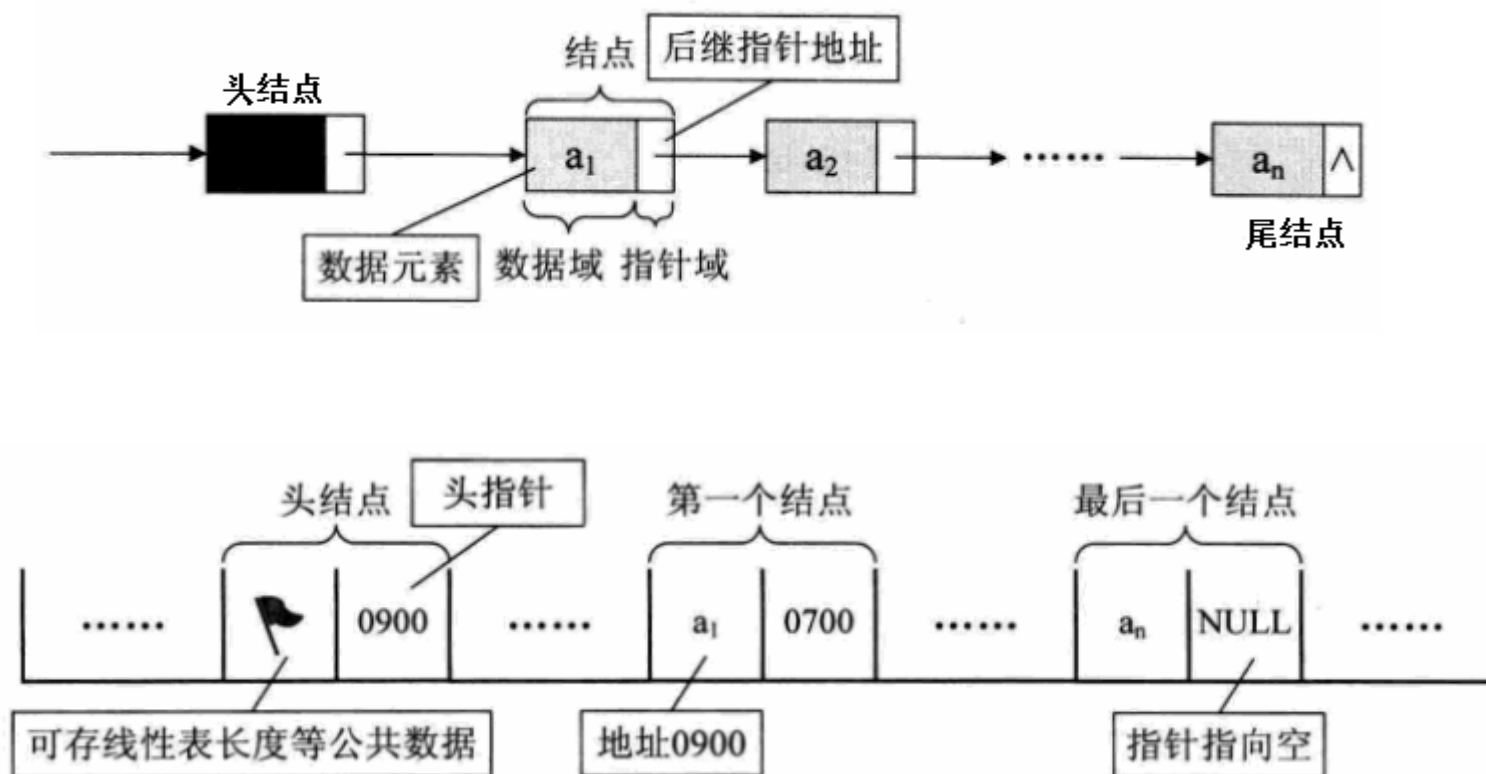 结点 后继指针地址
头结点
a₁ a₂ …… aₙ ∧
尾结点
数据元素 数据域 指针域
头结点 头指针 第一个结点 最后一个结点
…… 0900 …… a₁ 0700 …… aₙ NULL ……
可存线性表长度等公共数据 地址0900 指针指向空